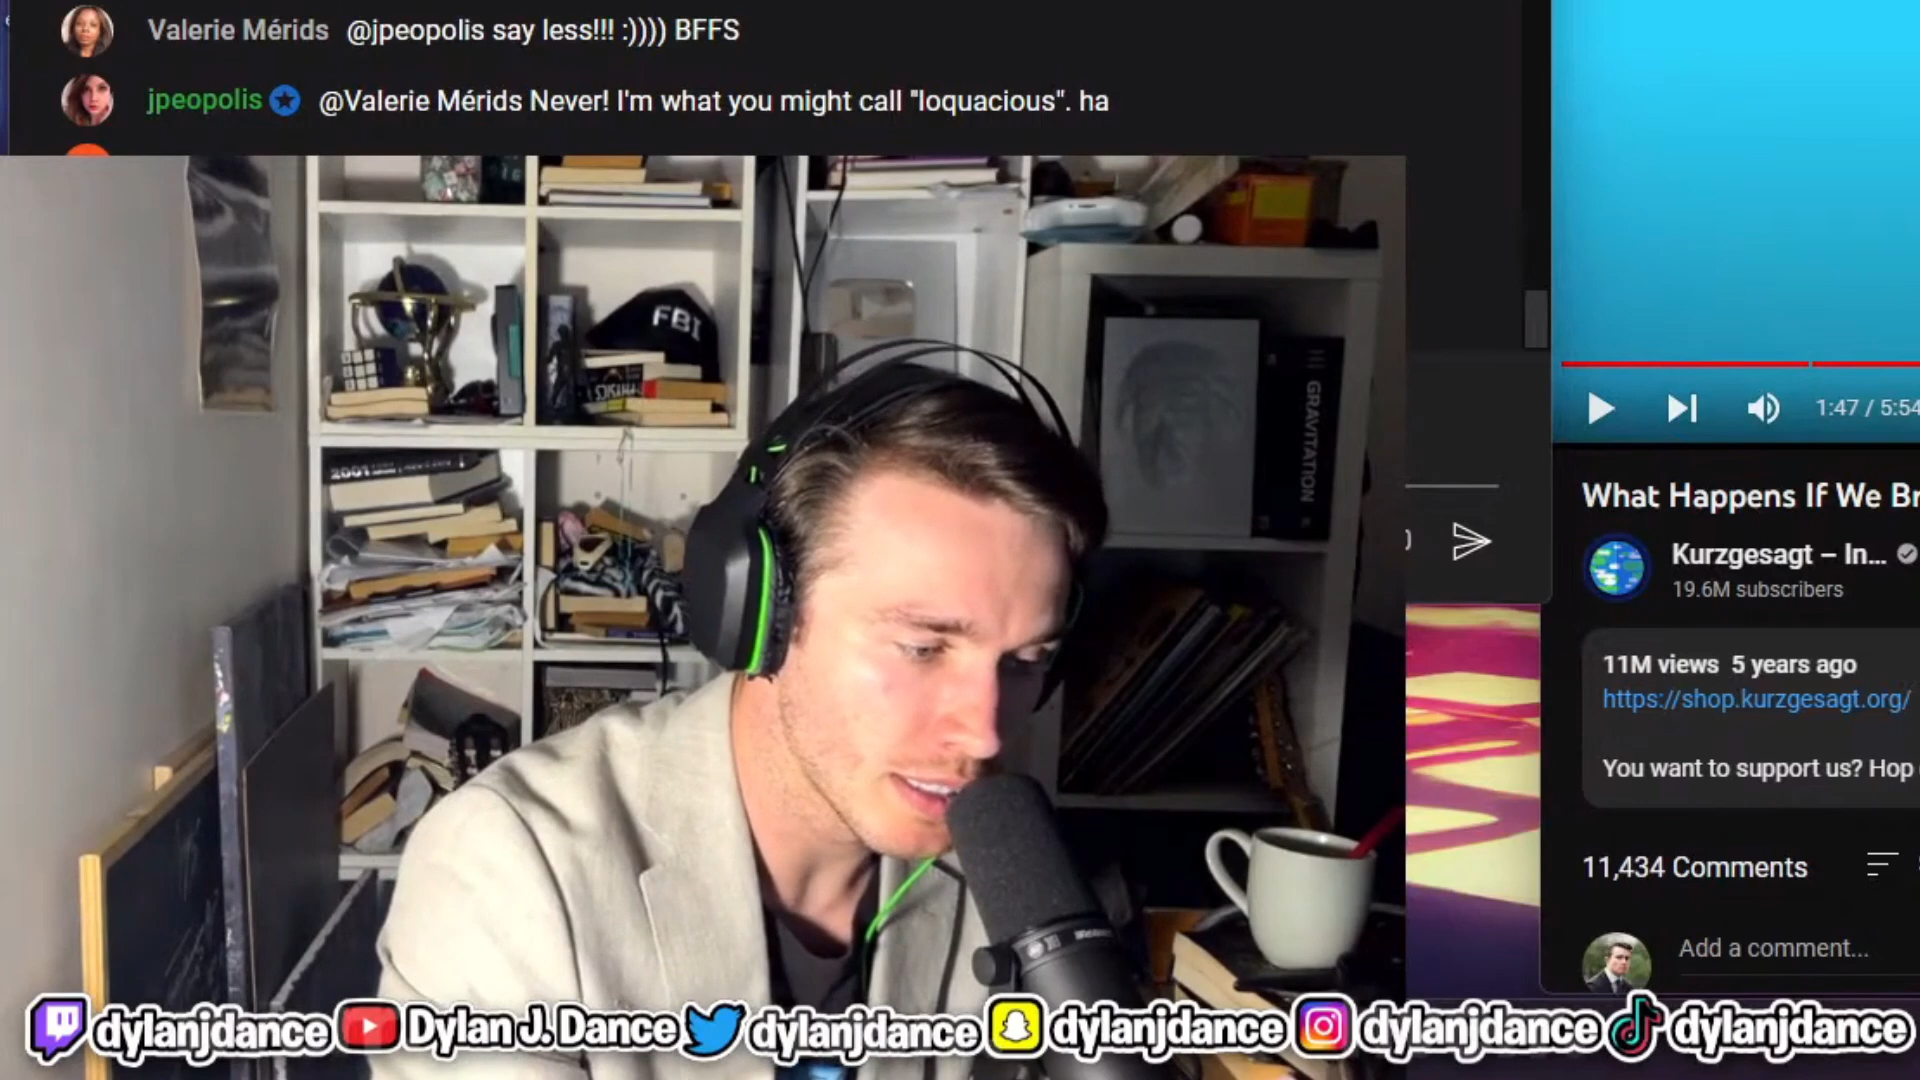 Valerie Mérids @jpeopolis say less!!! :)))) BFFS
jpeopolis @Valerie Mérids Never! I'm what you might call "loquacious". ha
FBI
2001
GRAVITATION
1:47 / 5:54
What Happens If We Br
Kurzgesagt – In...
19.6M subscribers
11M views 5 years ago
https://shop.kurzgesagt.org/
You want to support us? Hop
11,434 Comments
Add a comment...
dylanjdance Dylan J. Dance dylanjdance dylanjdance dylanjdance dylanjdance